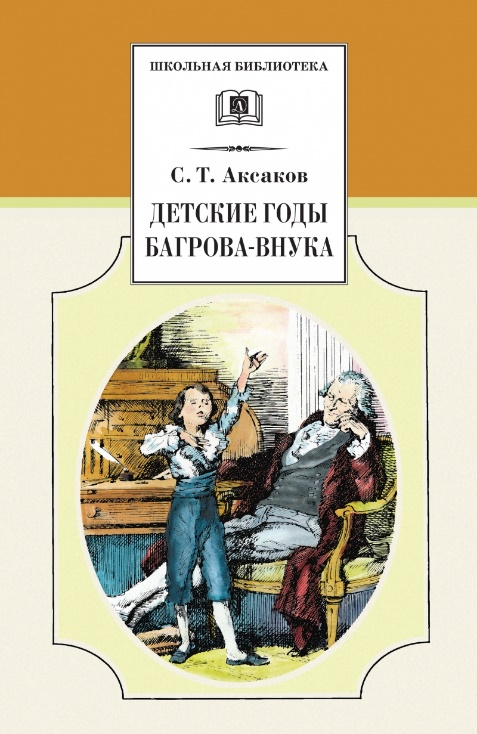 ШКОЛЬНАЯ БИБЛИОТЕКА
Д
С. Т. Аксаков
ДЕТСКИЕ ГОДЫ
БАГРОВА-ВНУКА